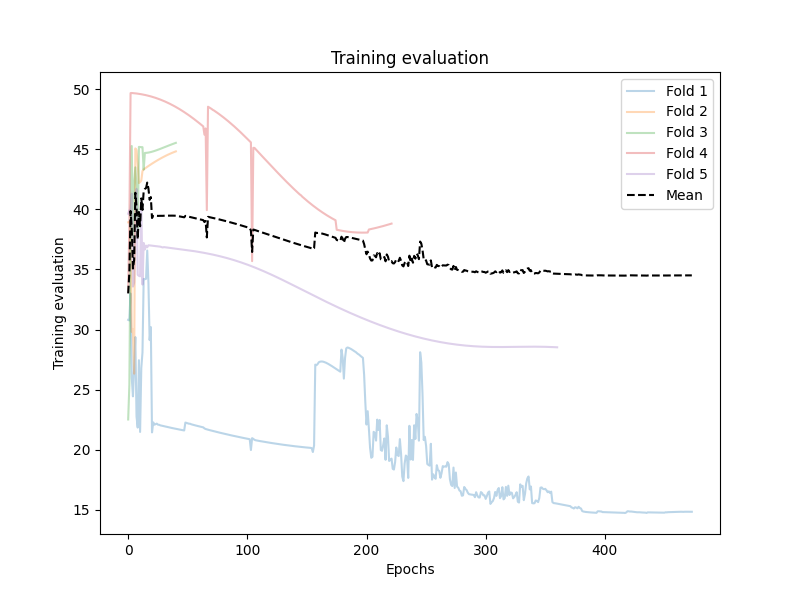 Training evaluation
Training evaluation
50
45
40
35
30
25
20
15
0 100 200 300 400
Epochs
Fold 1
Fold 2
Fold 3
Fold 4
Fold 5
Mean